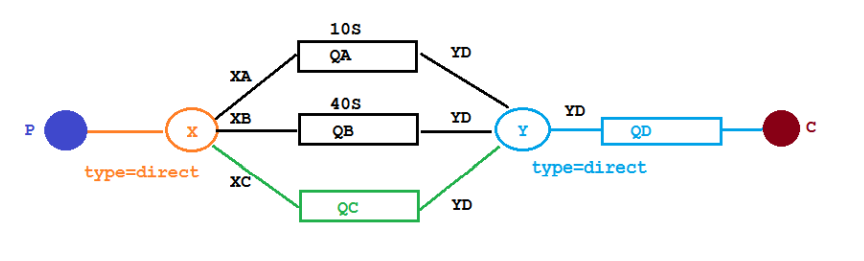 10S
QA
YD
XA
40S
XB
YD
YD
P
X
QB
Y
QD
C
type=direct
type=direct
XC
QC
YD